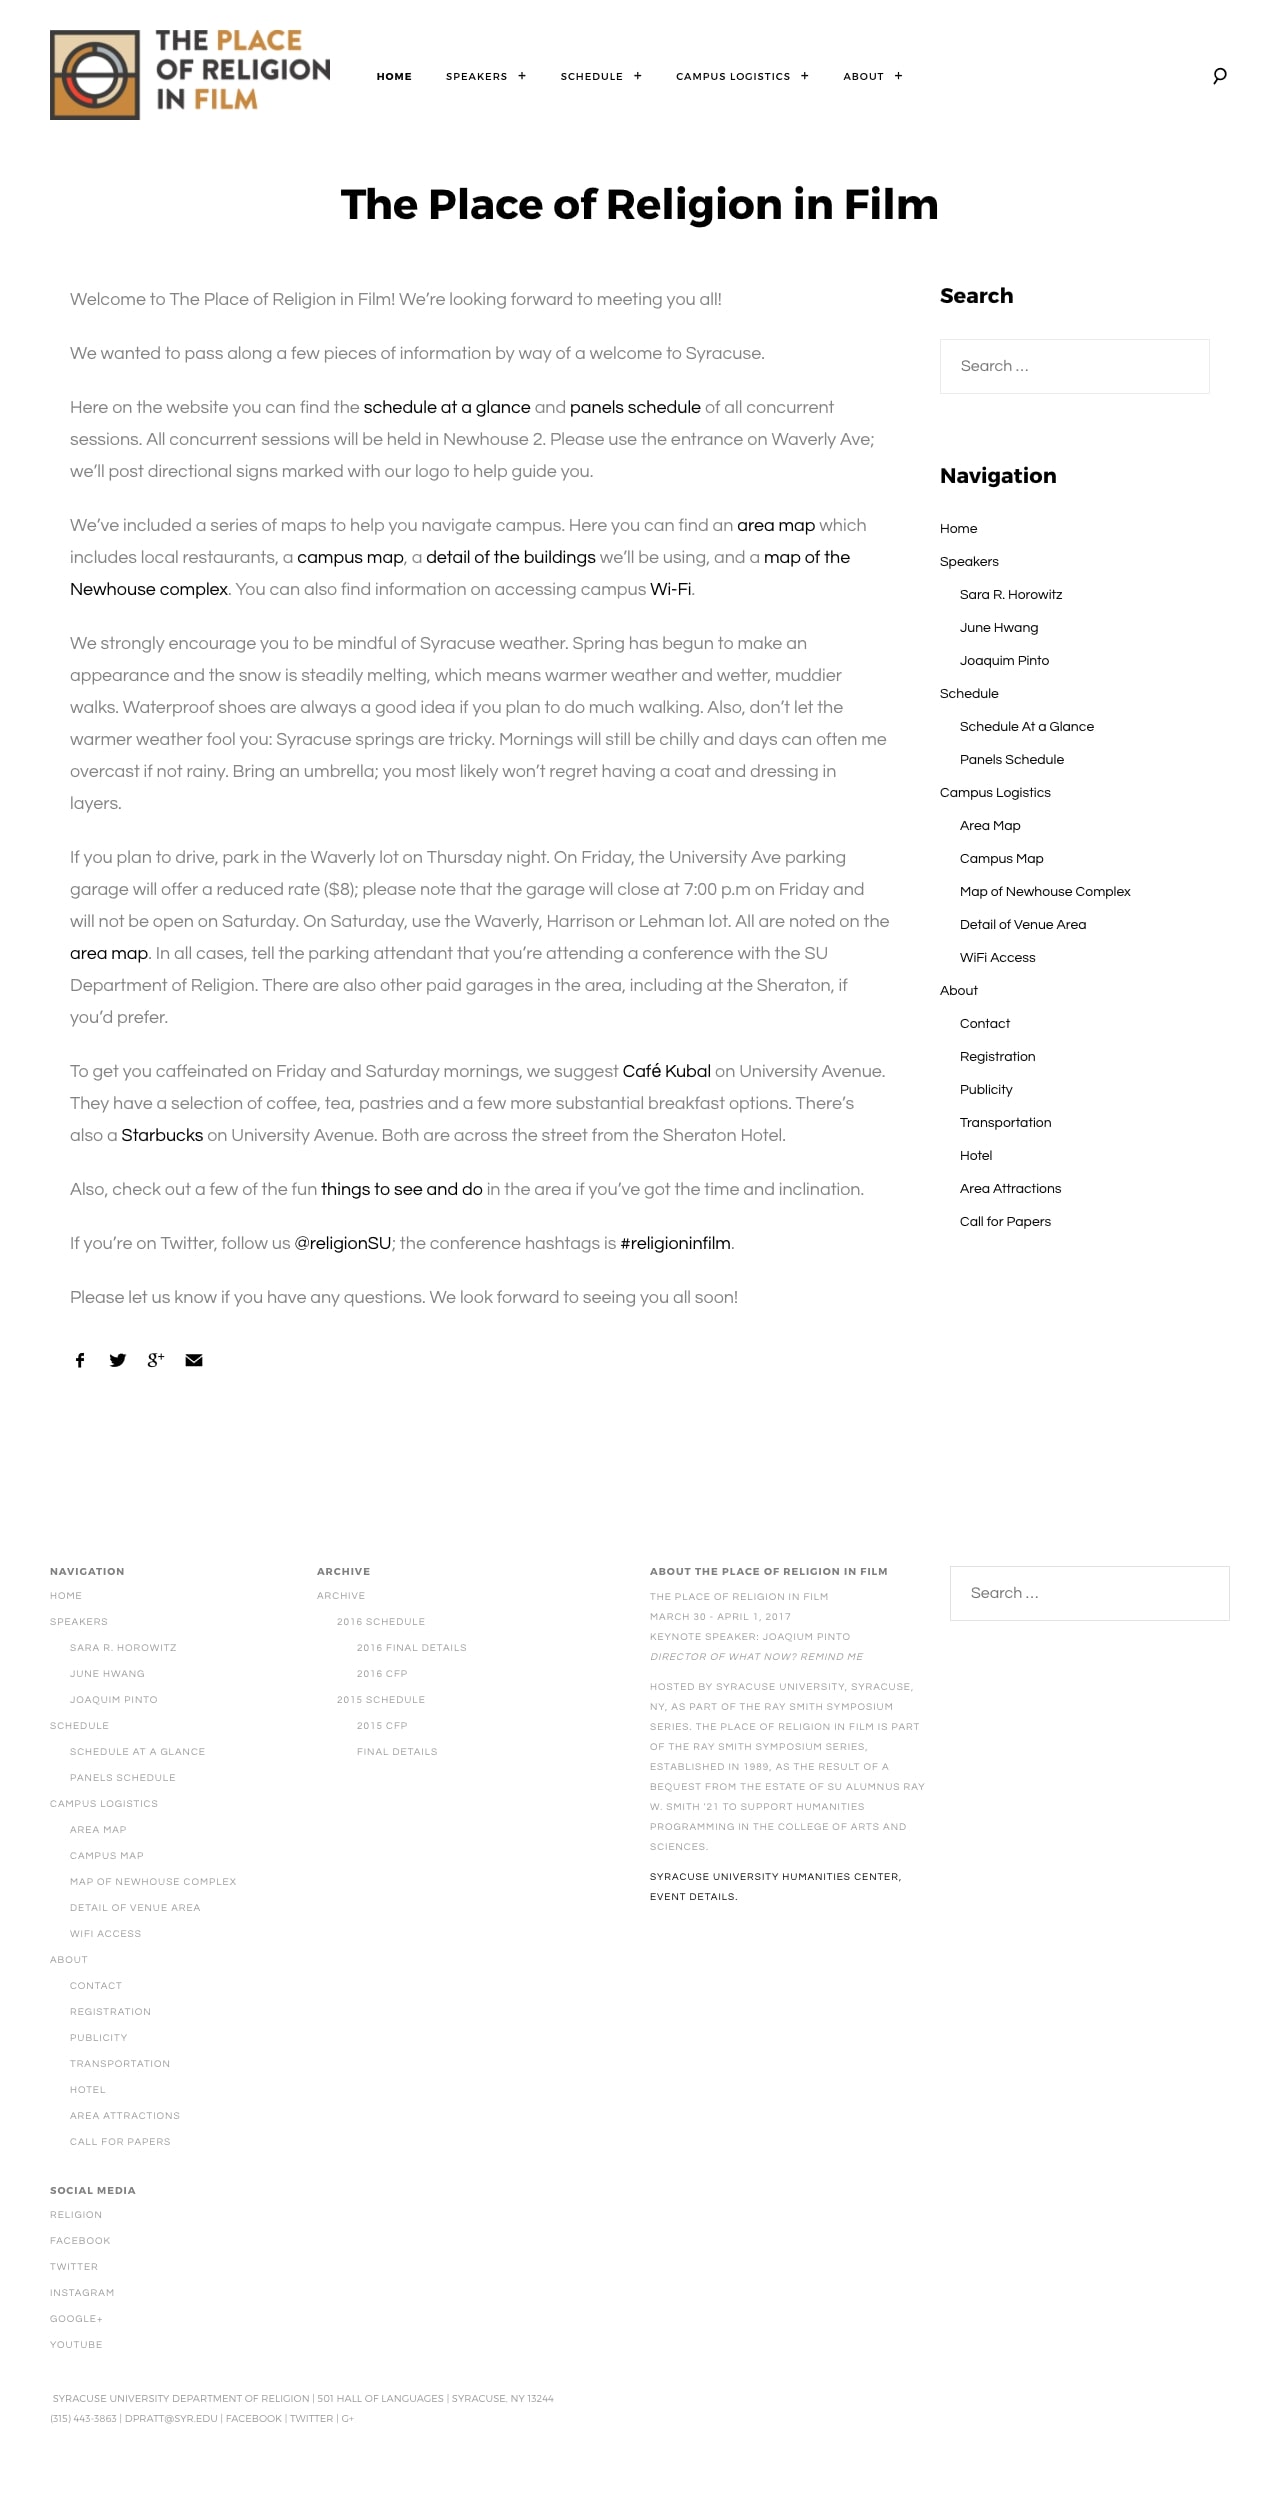 THE PLACE
OF RELIGION
IN FILM
HOME
SPEAKERS +
SCHEDULE +
CAMPUS LOGISTICS +
ABOUT +
The Place of Religion in Film
Welcome to The Place of Religion in Film! We’re looking forward to meeting you all!
We wanted to pass along a few pieces of information by way of a welcome to Syracuse.
Here on the website you can find the schedule at a glance and panels schedule of all concurrent
sessions. All concurrent sessions will be held in Newhouse 2. Please use the entrance on Waverly Ave;
we’ll post directional signs marked with our logo to help guide you.
We’ve included a series of maps to help you navigate campus. Here you can find an area map which
includes local restaurants, a campus map, a detail of the buildings we’ll be using, and a map of the
Newhouse complex. You can also find information on accessing campus Wi-Fi.
We strongly encourage you to be mindful of Syracuse weather. Spring has begun to make an
appearance and the snow is steadily melting, which means warmer weather and wetter, muddier
walks. Waterproof shoes are always a good idea if you plan to do much walking. Also, don’t let the
warmer weather fool you: Syracuse springs are tricky. Mornings will still be chilly and days can often me
overcast if not rainy. Bring an umbrella; you most likely won’t regret having a coat and dressing in
layers.
If you plan to drive, park in the Waverly lot on Thursday night. On Friday, the University Ave parking
garage will offer a reduced rate ($8); please note that the garage will close at 7:00 p.m on Friday and
will not be open on Saturday. On Saturday, use the Waverly, Harrison or Lehman lot. All are noted on the
area map. In all cases, tell the parking attendant that you’re attending a conference with the SU
Department of Religion. There are also other paid garages in the area, including at the Sheraton, if
you’d prefer.
To get you caffeinated on Friday and Saturday mornings, we suggest Café Kubal on University Avenue.
They have a selection of coffee, tea, pastries and a few more substantial breakfast options. There’s
also a Starbucks on University Avenue. Both are across the street from the Sheraton Hotel.
Also, check out a few of the fun things to see and do in the area if you’ve got the time and inclination.
If you’re on Twitter, follow us @religionSU; the conference hashtags is #religioninfilm.
Please let us know if you have any questions. We look forward to seeing you all soon!
Search
Search …
Navigation
Home
Speakers
Sara R. Horowitz
June Hwang
Joaquim Pinto
Schedule
Schedule At a Glance
Panels Schedule
Campus Logistics
Area Map
Campus Map
Map of Newhouse Complex
Detail of Venue Area
WiFi Access
About
Contact
Registration
Publicity
Transportation
Hotel
Area Attractions
Call for Papers
NAVIGATION
HOME
SPEAKERS
SARA R. HOROWITZ
JUNE HWANG
JOAQUIM PINTO
SCHEDULE
SCHEDULE AT A GLANCE
PANELS SCHEDULE
CAMPUS LOGISTICS
AREA MAP
CAMPUS MAP
MAP OF NEWHOUSE COMPLEX
DETAIL OF VENUE AREA
WIFI ACCESS
ABOUT
CONTACT
REGISTRATION
PUBLICITY
TRANSPORTATION
HOTEL
AREA ATTRACTIONS
CALL FOR PAPERS
ARCHIVE
ARCHIVE
2016 SCHEDULE
2016 FINAL DETAILS
2016 CFP
2015 SCHEDULE
2015 CFP
FINAL DETAILS
ABOUT THE PLACE OF RELIGION IN FILM
THE PLACE OF RELIGION IN FILM
MARCH 30 - APRIL 1, 2017
KEYNOTE SPEAKER: JOAQIUM PINTO
DIRECTOR OF WHAT NOW? REMIND ME
HOSTED BY SYRACUSE UNIVERSITY, SYRACUSE,
NY, AS PART OF THE RAY SMITH SYMPOSIUM
SERIES. THE PLACE OF RELIGION IN FILM IS PART
OF THE RAY SMITH SYMPOSIUM SERIES,
ESTABLISHED IN 1989, AS THE RESULT OF A
BEQUEST FROM THE ESTATE OF SU ALUMNUS RAY
W. SMITH ’21 TO SUPPORT HUMANITIES
PROGRAMMING IN THE COLLEGE OF ARTS AND
SCIENCES.
SYRACUSE UNIVERSITY HUMANITIES CENTER,
EVENT DETAILS.
Search …
SOCIAL MEDIA
RELIGION
FACEBOOK
TWITTER
INSTAGRAM
GOOGLE+
YOUTUBE
SYRACUSE UNIVERSITY DEPARTMENT OF RELIGION | 501 HALL OF LANGUAGES | SYRACUSE, NY 13244
(315) 443-3863 | DPRATT@SYR.EDU | FACEBOOK | TWITTER | G+